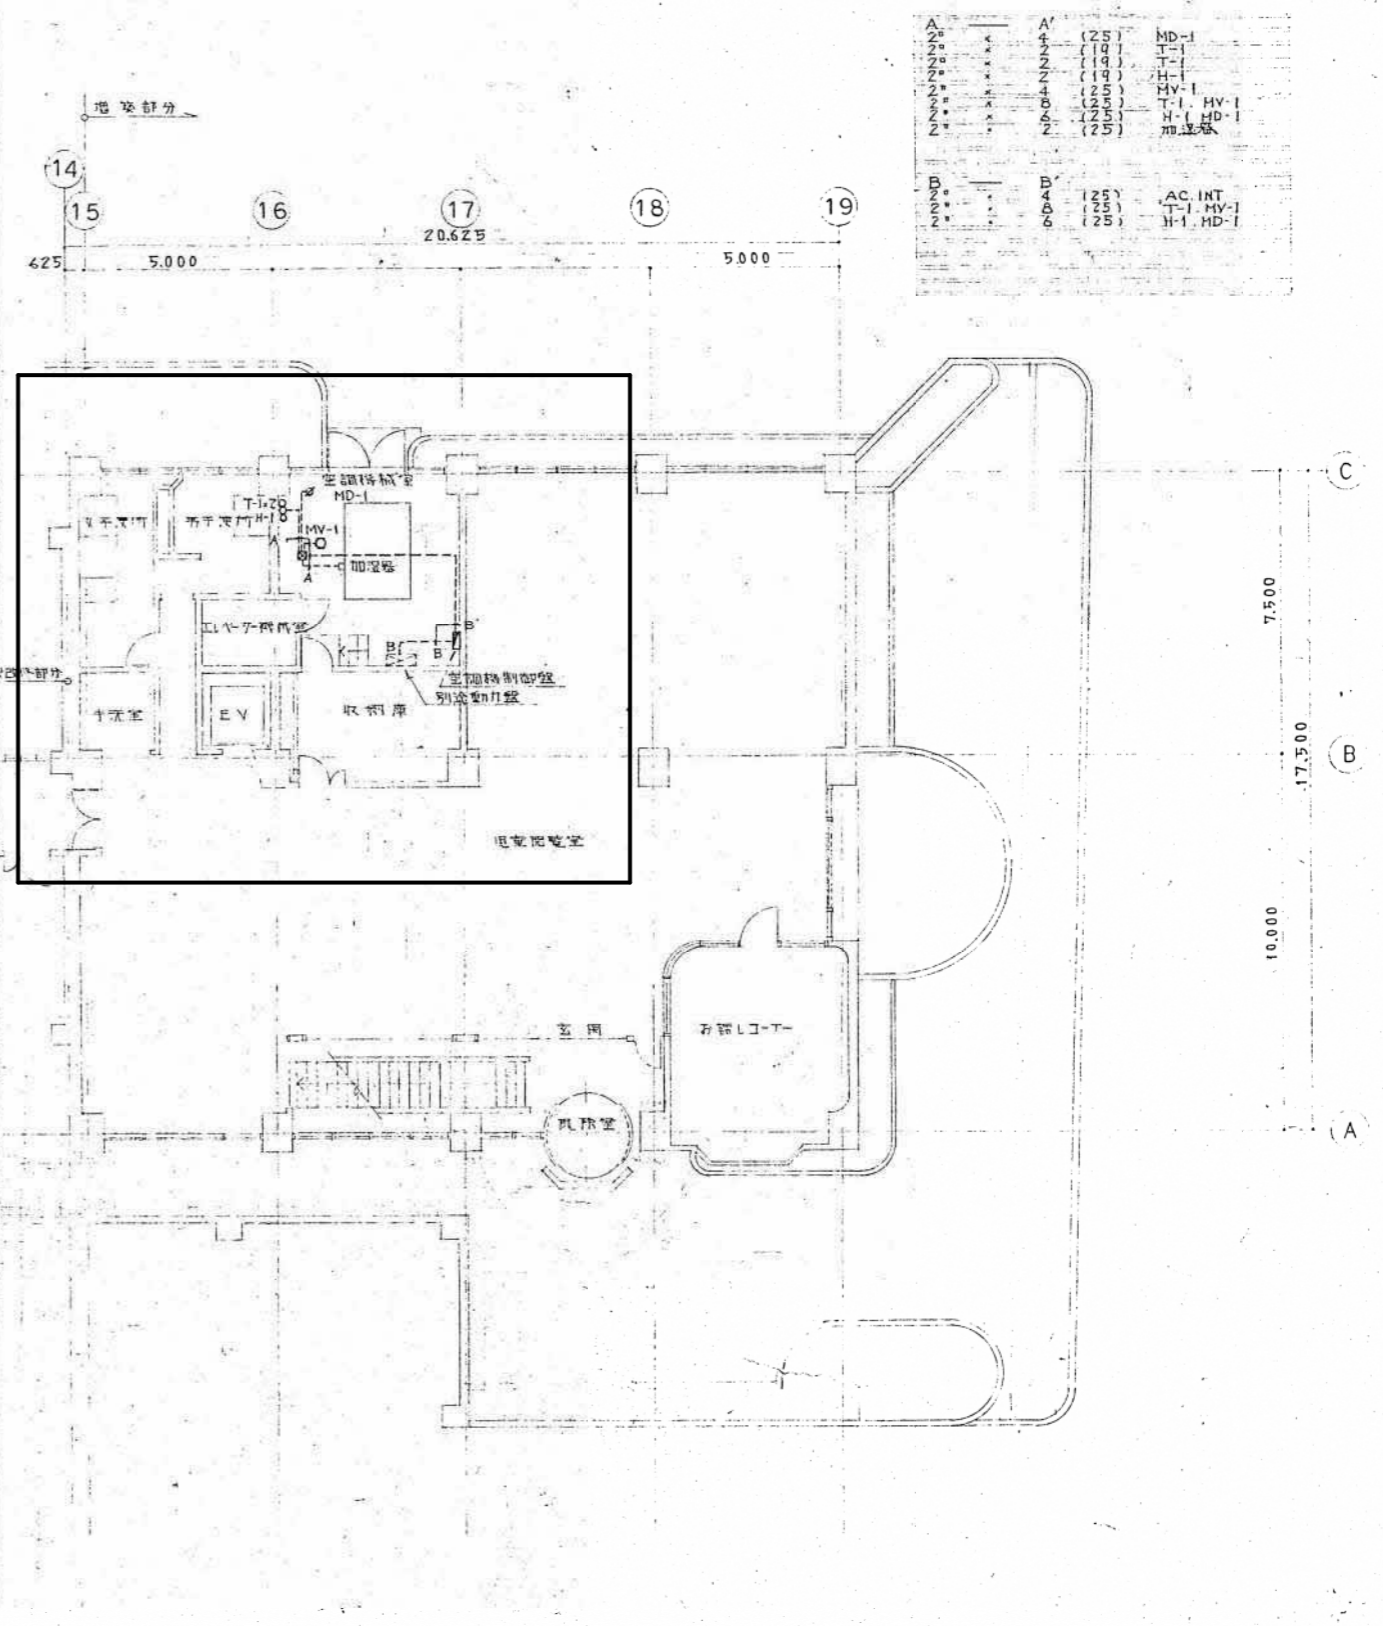 A ― A'
2° × 4 (25) MD-1
2° × 2 (19) T-1
2° × 2 (19) T-1
2° × 2 (19) H-1
2° × 4 (25) MV-1
2° × 8 (25) T-1. MV-1
2° × 6 (25) H-1 MD-1
2° × 2 (25) 加湿器
B ― B'
2° × 4 (25) AC.INT
2° × 8 (25) T-1. MV-1
2° × 6 (25) H-1. MD-1
増築部分
14
15
16
17
18
19
20.625
625
5.000
5.000
空調機械室
MD-1
T-1×2
H-1
女子便所
男子便所
MV-1
A'
A
加湿器
エレベーター機械室
B'
B
B
空調機制御盤
別途動力盤
手洗室
EV
収納庫
児童閲覧室
玄関
お話しコーナー
風除室
C
7.500
17.500
B
10.000
A